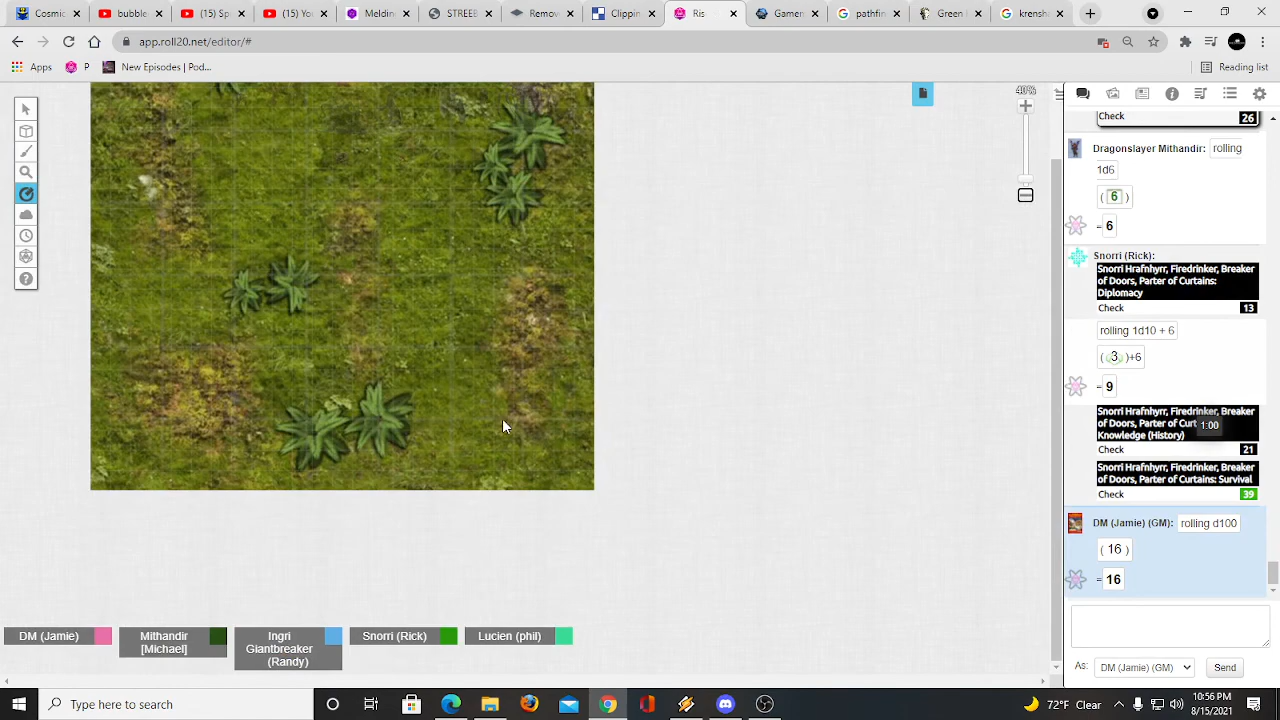 Cosmi
bubble
(15) Sp
(15) Yo
Meldin
STREE
Remov
Clippin
Ris
Game
pathfin
Green I
krensh
app.roll20.net/editor/#
Apps
P
New Episodes | Pod...
Reading list
40%
Check
26
Dragonslayer Mithandir: rolling
1d6
( 6 )
= 6
Snorri (Rick):
Snorri Hrafnhyrr, Firedrinker, Breaker
of Doors, Parter of Curtains:
Diplomacy
Check
13
rolling 1d10 + 6
( 3 )+6
= 9
Snorri Hrafnhyrr, Firedrinker, Breaker
of Doors, Parter of
Knowledge (History)
1:00
Check
21
Snorri Hrafnhyrr, Firedrinker, Breaker
of Doors, Parter of Curtains: Survival
Check
39
DM (Jamie) (GM): rolling d100
( 16 )
= 16
DM (Jamie)
Mithandir
[Michael]
Ingri
Giantbreaker
(Randy)
Snorri (Rick)
Lucien (phil)
As:
DM (Jamie) (GM)
Send
Type here to search
72°F Clear
10:56 PM
8/15/2021